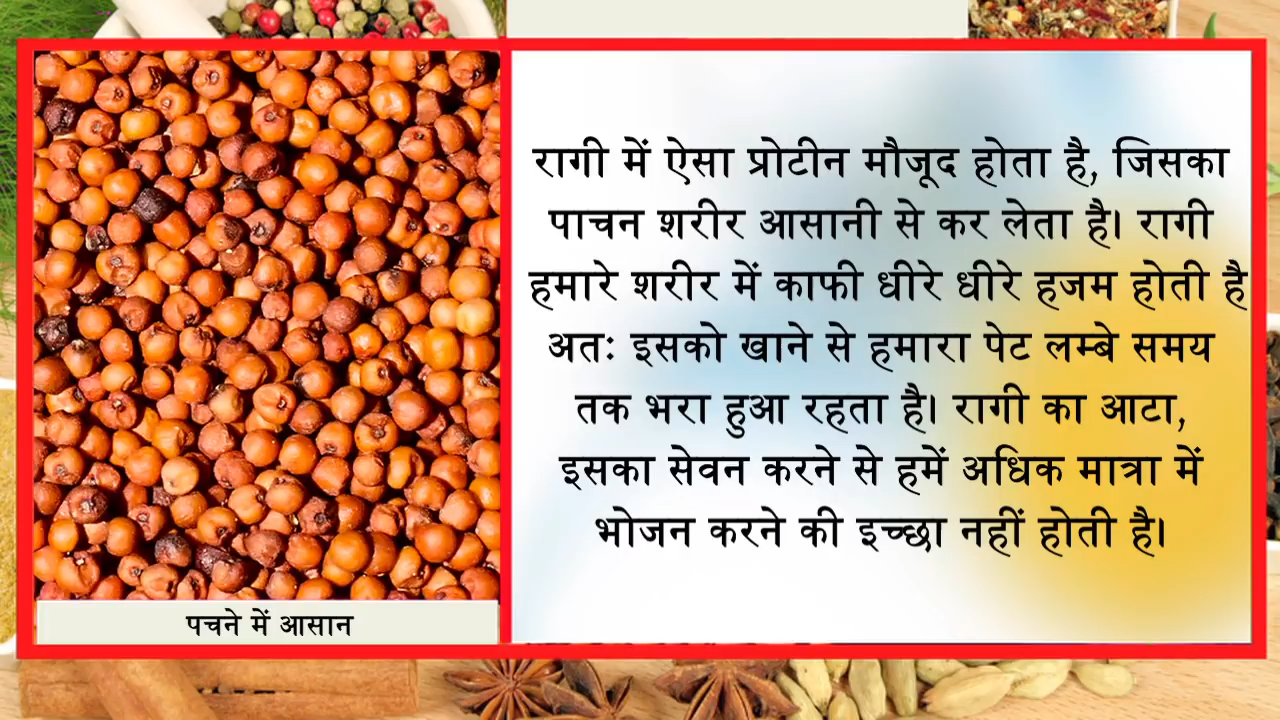 रागी में ऐसा प्रोटीन मौजूद होता है, जिसका
पाचन शरीर आसानी से कर लेता है। रागी
हमारे शरीर में काफी धीरे धीरे हजम होती है
अतः इसको खाने से हमारा पेट लम्बे समय
तक भरा हुआ रहता है। रागी का आटा,
इसका सेवन करने से हमें अधिक मात्रा में
भोजन करने की इच्छा नहीं होती है।
पचने में आसान